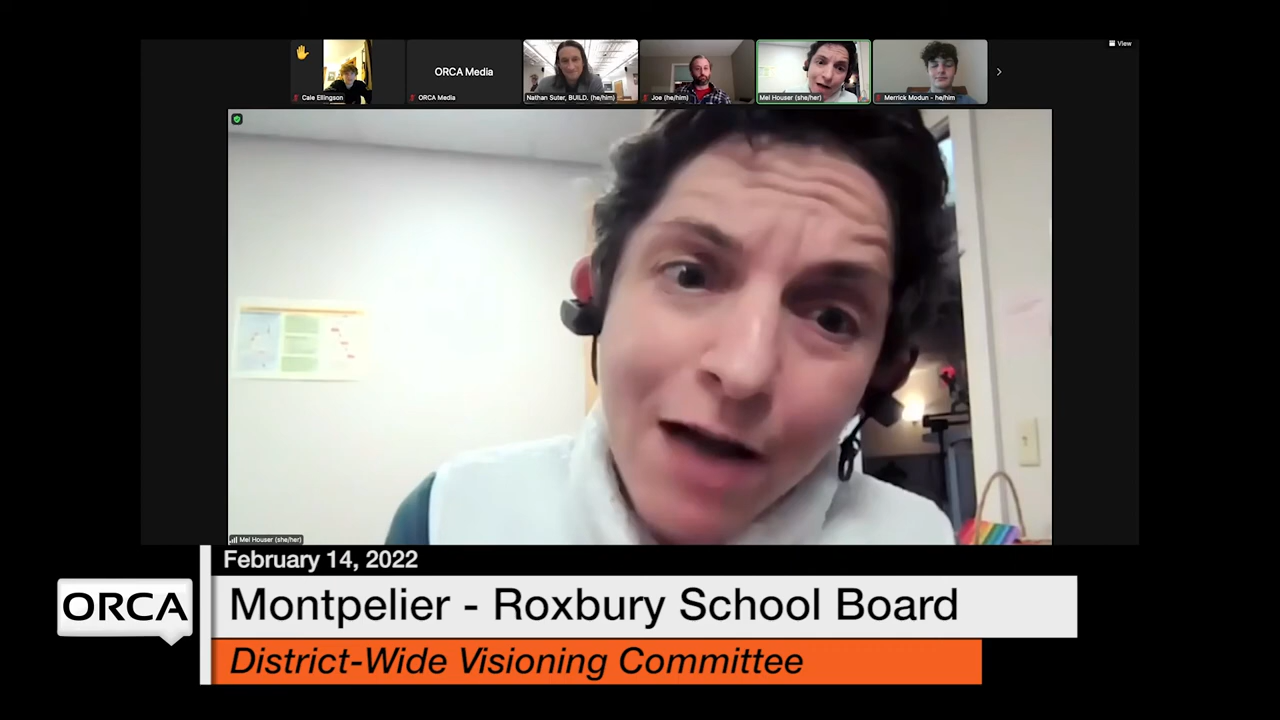 View
ORCA Media
Cale Ellingson
ORCA Media
Nathan Suter, BUILD. (he/him)
Joe (he/him)
Mel Houser (she/her)
Merrick Modun - he/him
Mel Houser (she/her)
February 14, 2022
ORCA
Montpelier - Roxbury School Board
District-Wide Visioning Committee